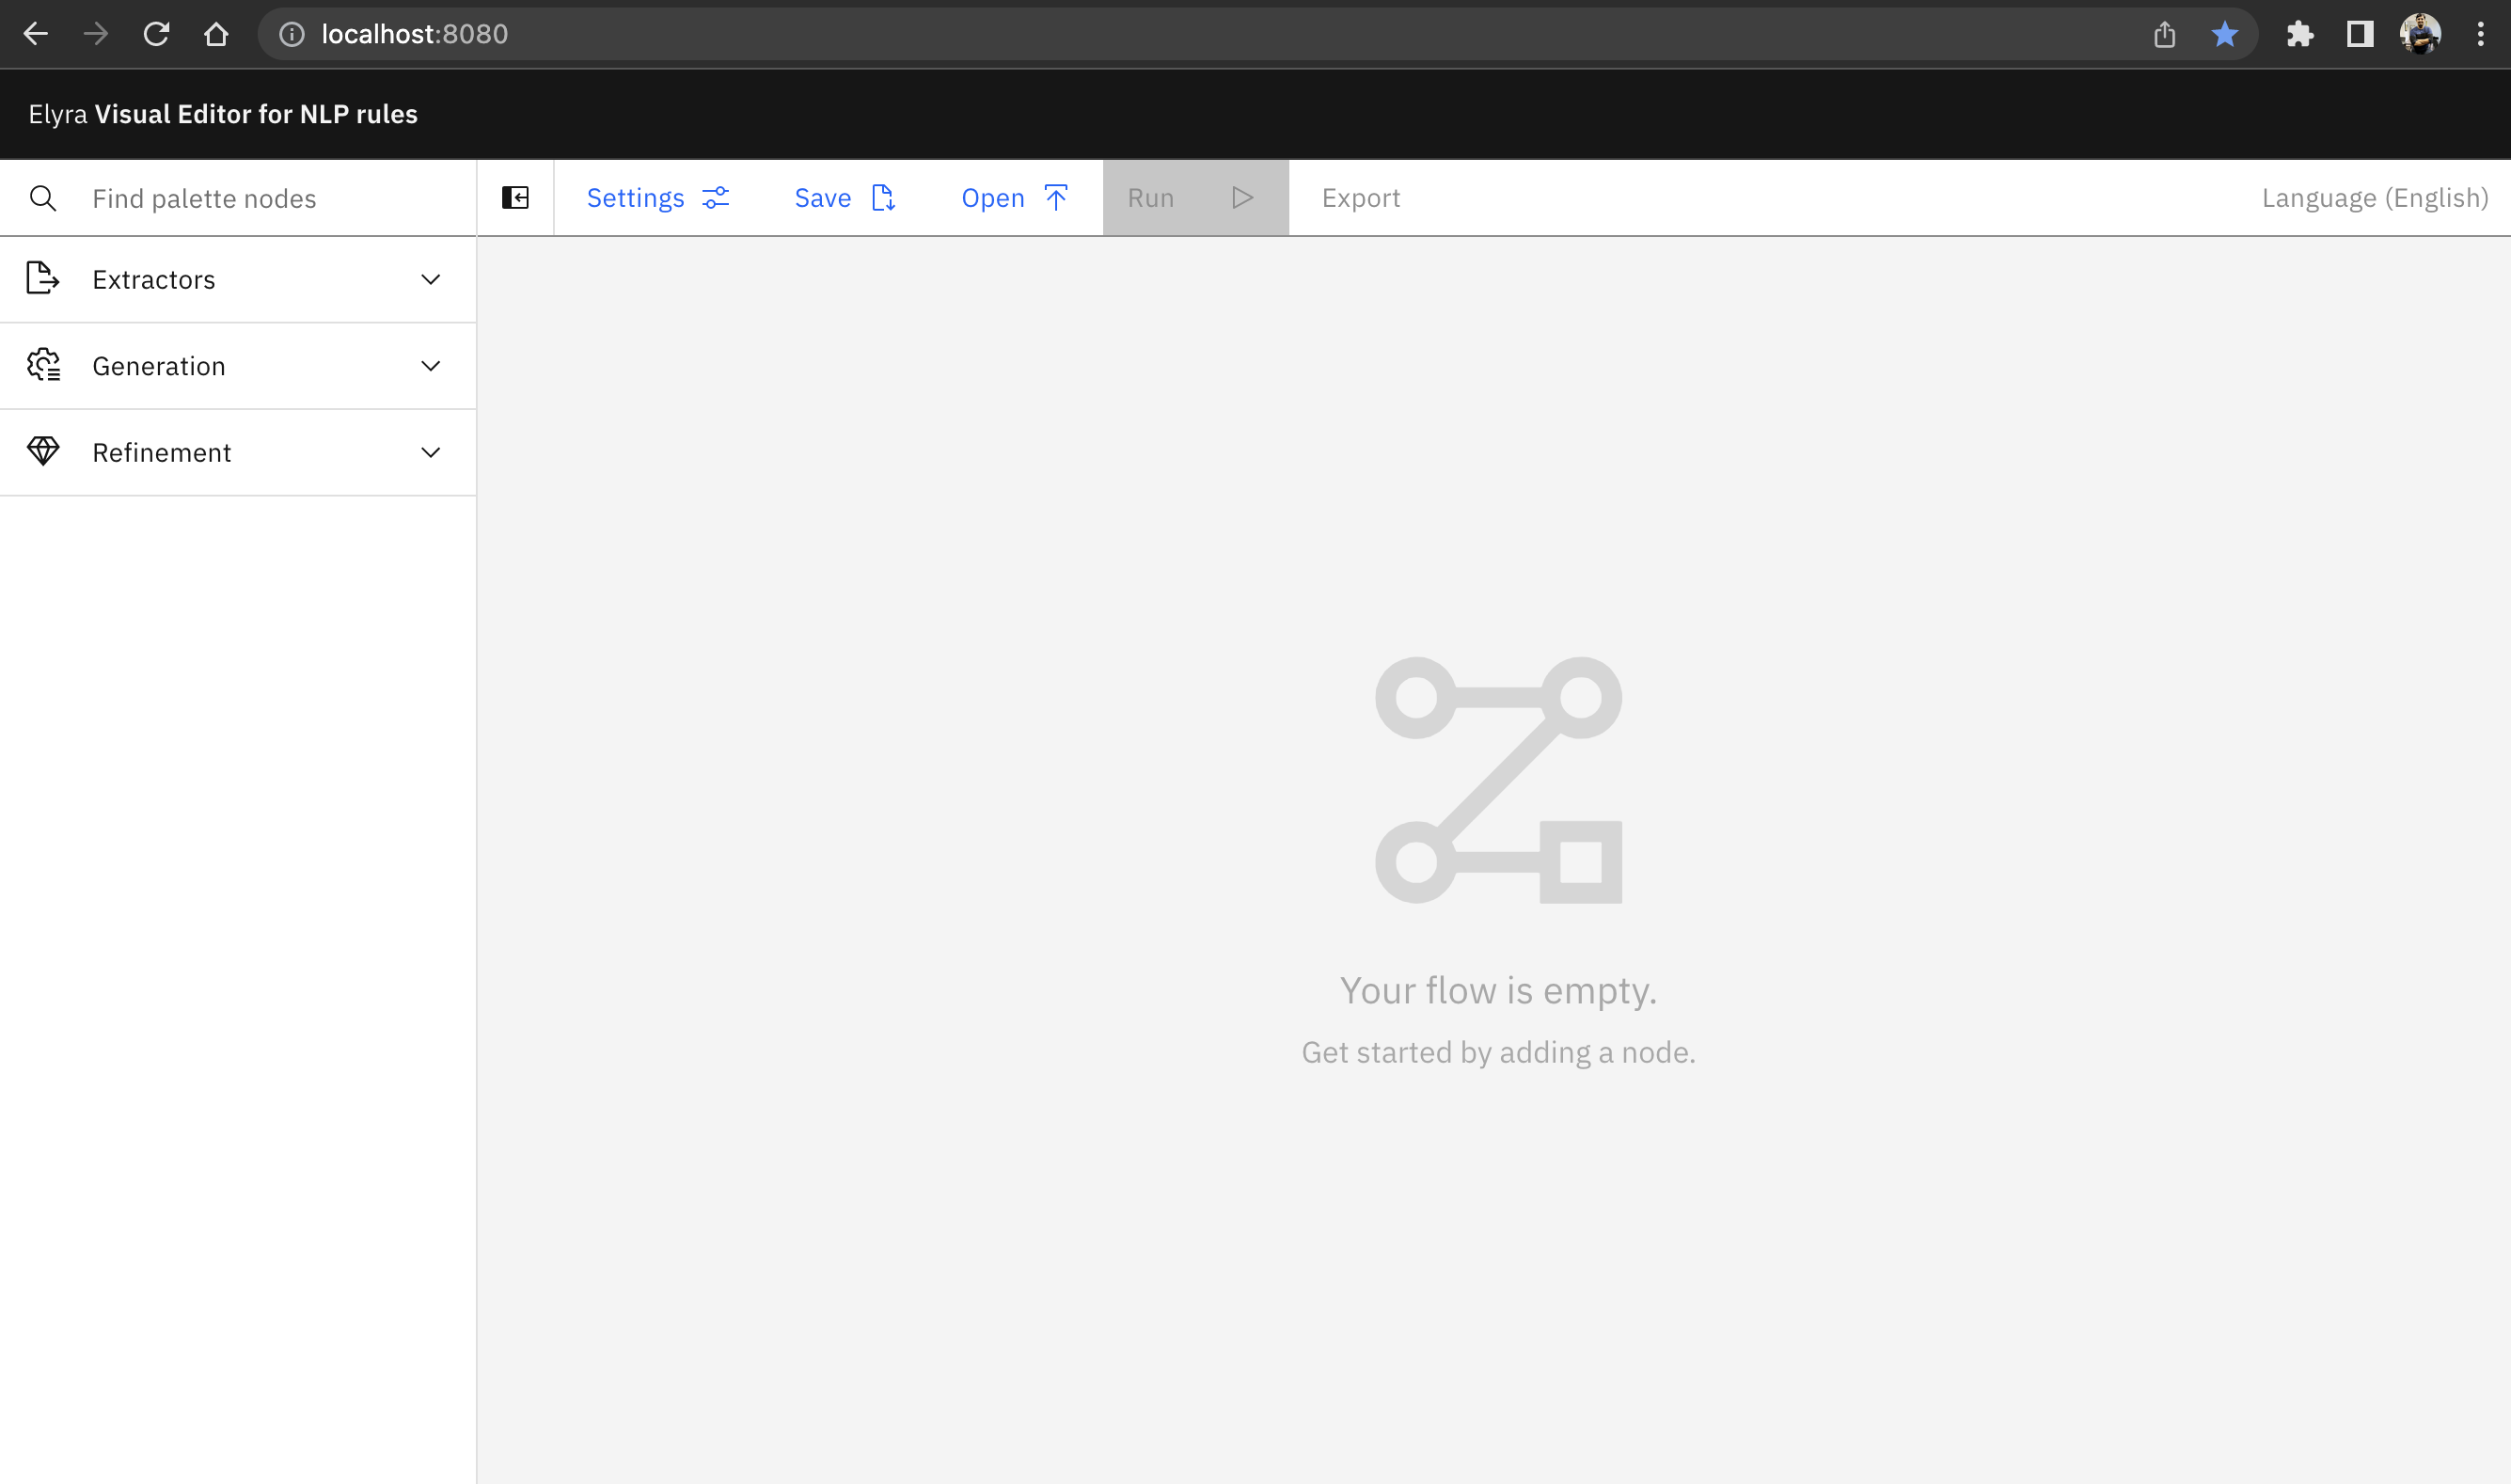 localhost:8080
Elyra Visual Editor for NLP rules
Find palette nodes
Settings Save Open Run Export Language (English)
Extractors
Generation
Refinement
Your flow is empty.
Get started by adding a node.